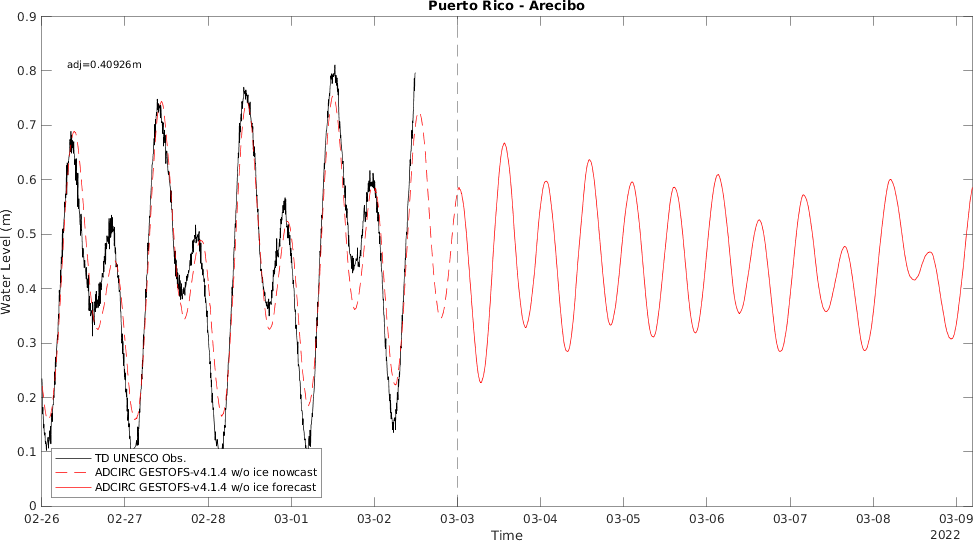 Puerto Rico - Arecibo
0.9
0.8
0.7
0.6
0.5
0.4
0.3
0.2
0.1
0
Water Level (m)
adj=0.40926m
TD UNESCO Obs.
ADCIRC GESTOFS-v4.1.4 w/o ice nowcast
ADCIRC GESTOFS-v4.1.4 w/o ice forecast
02-26 02-27 02-28 03-01 03-02 03-03 03-04 03-05 03-06 03-07 03-08 03-09
Time
2022